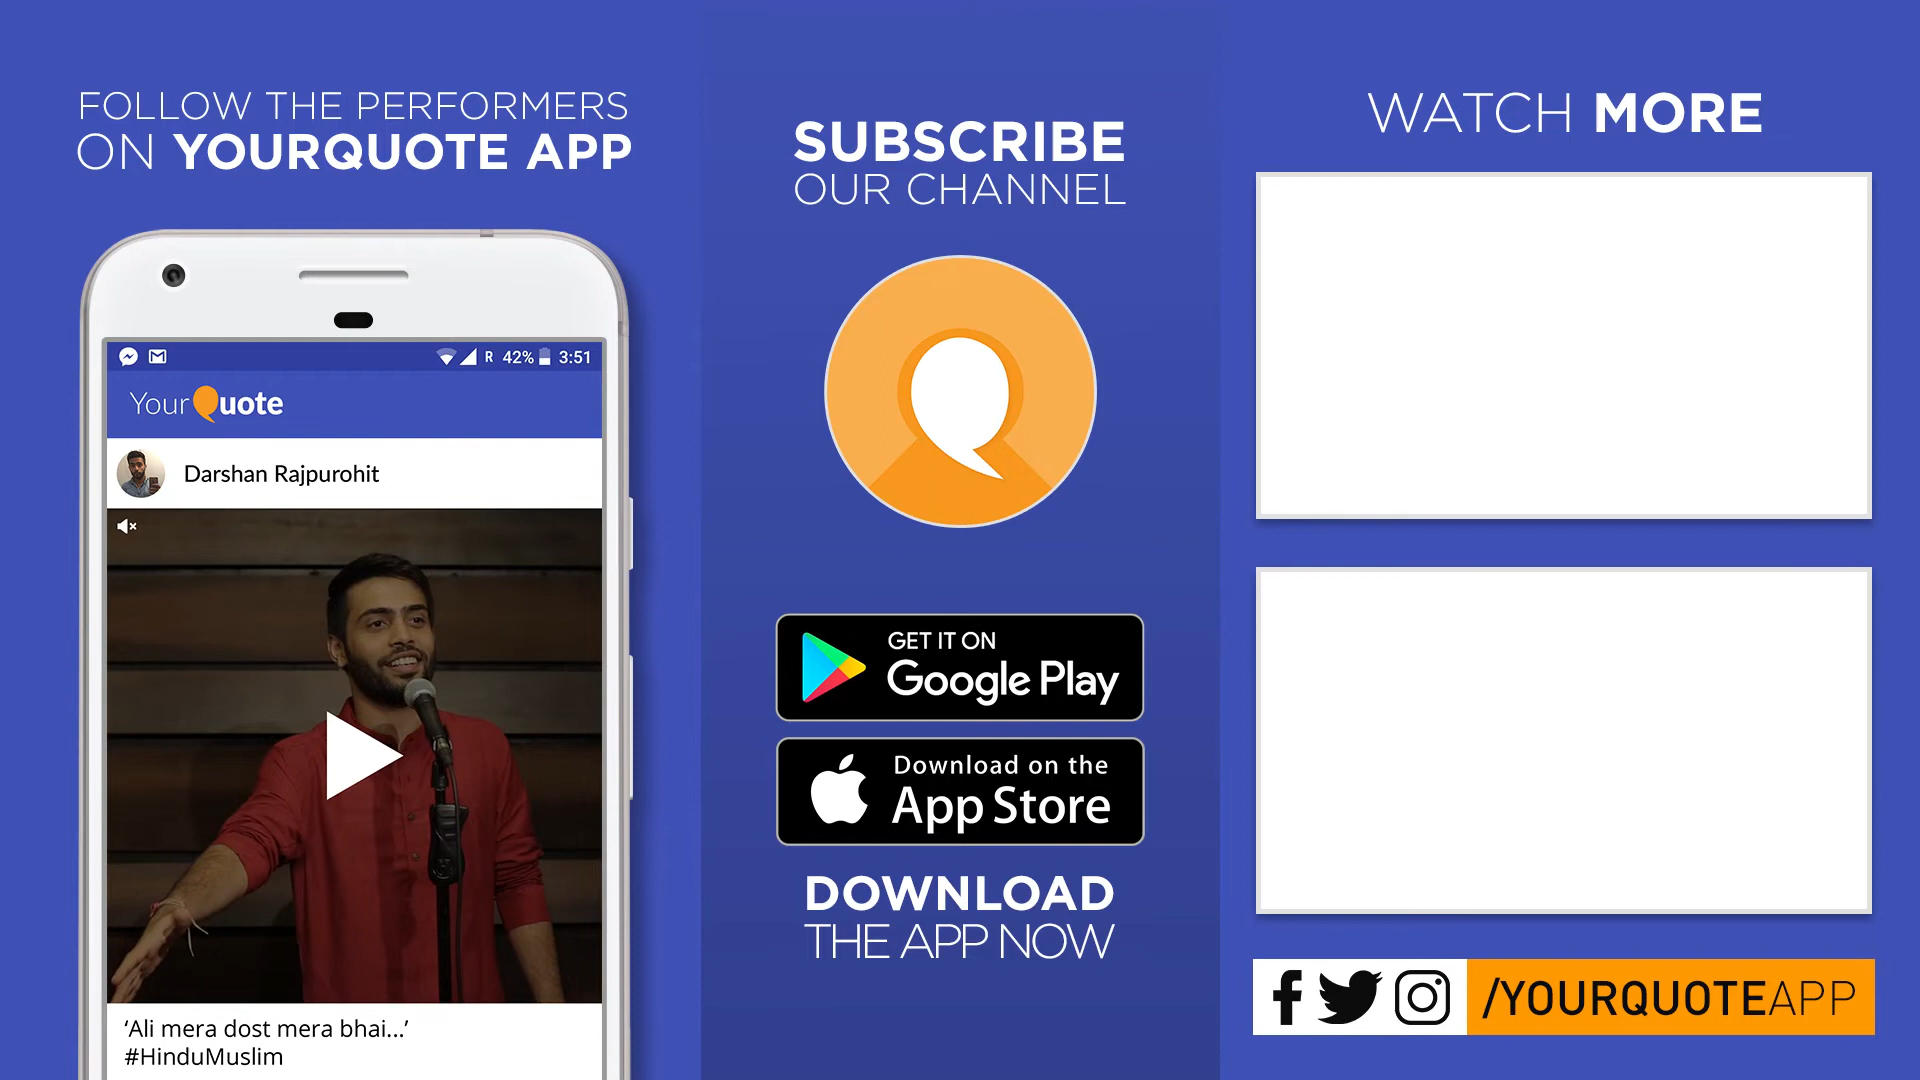 FOLLOW THE PERFORMERS
ON YOURQUOTE APP
R 42% 3:51
YourQuote
Darshan Rajpurohit
‘Ali mera dost mera bhai...’
#HinduMuslim
SUBSCRIBE
OUR CHANNEL
GET IT ON
Google Play
Download on the
App Store
DOWNLOAD
THE APP NOW
WATCH MORE
/YOURQUOTEAPP